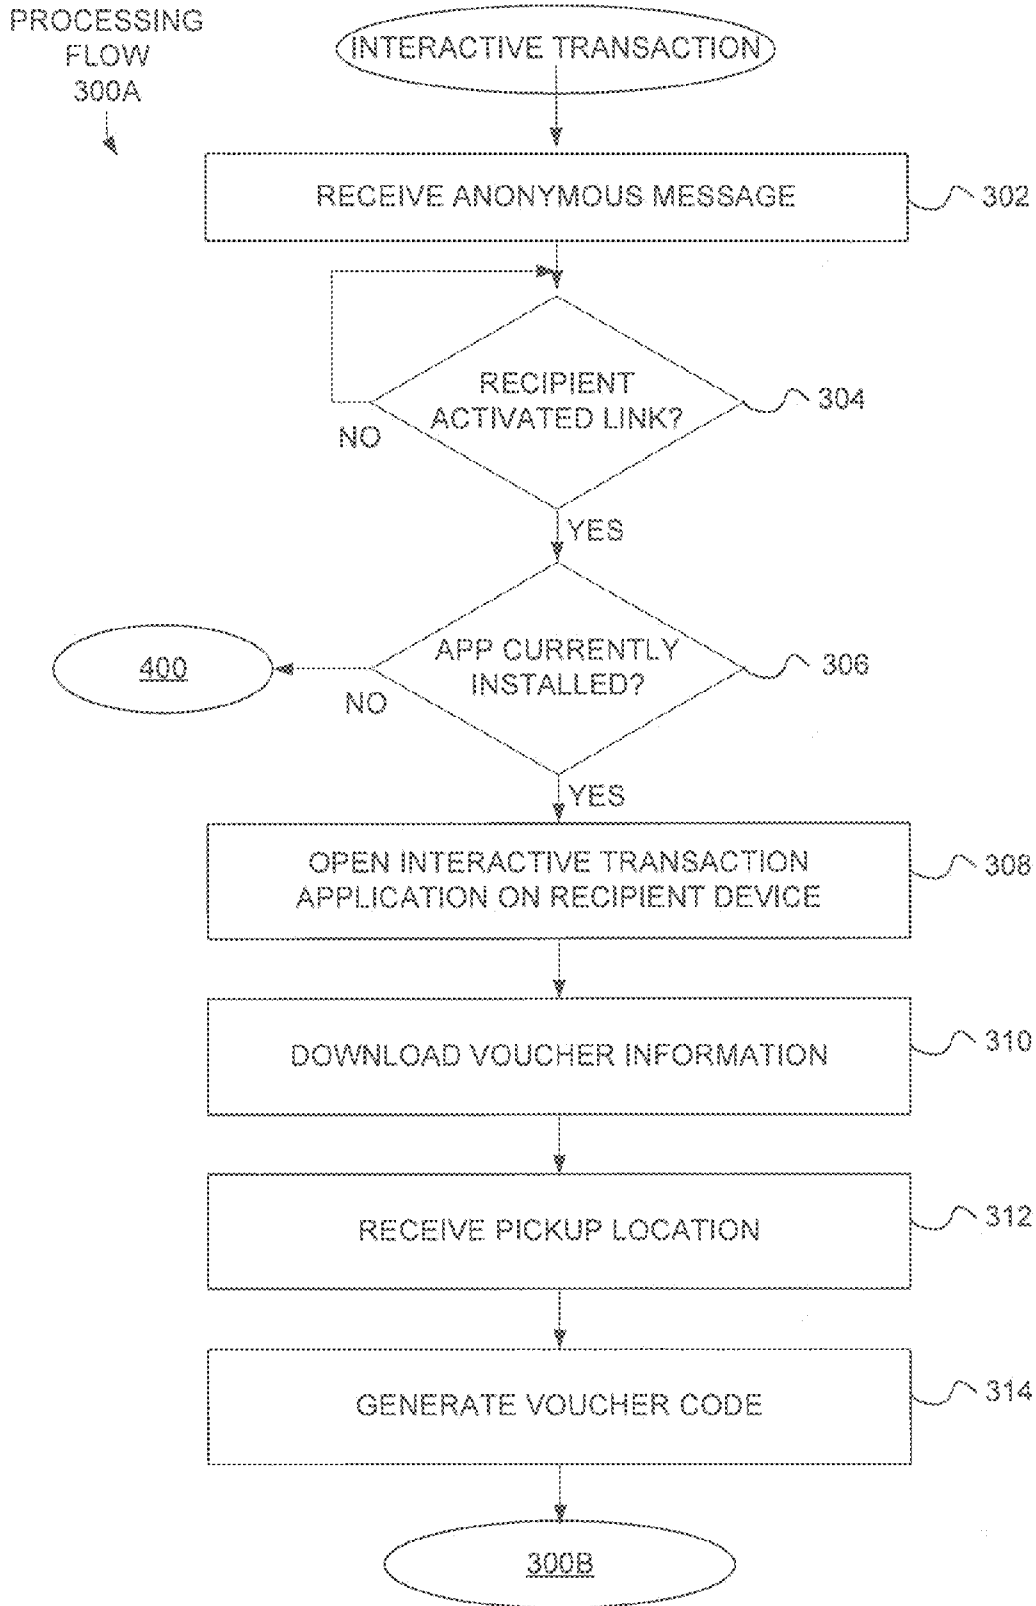 PROCESSING
FLOW
300A
INTERACTIVE TRANSACTION
RECEIVE ANONYMOUS MESSAGE
302
RECIPIENT
ACTIVATED LINK?
304
NO
YES
APP CURRENTLY
INSTALLED?
306
400
NO
YES
OPEN INTERACTIVE TRANSACTION
APPLICATION ON RECIPIENT DEVICE
308
DOWNLOAD VOUCHER INFORMATION
310
RECEIVE PICKUP LOCATION
312
GENERATE VOUCHER CODE
314
300B